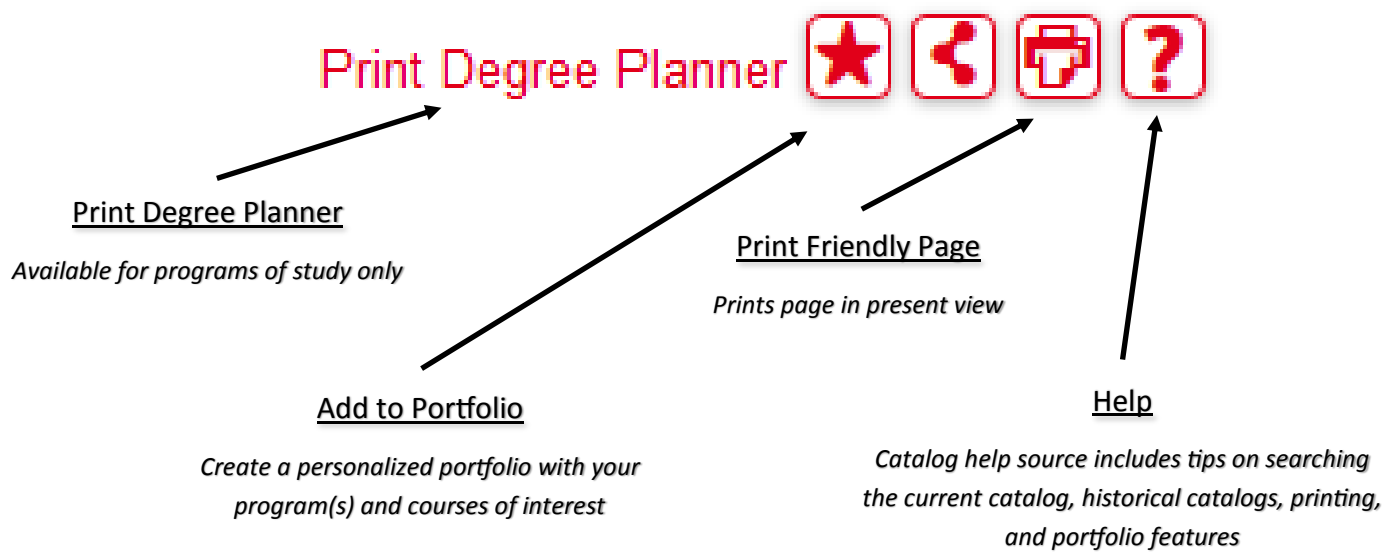 Print Degree Planner ?
Print Degree Planner
Available for programs of study only
Print Friendly Page
Prints page in present view
Add to Portfolio
Create a personalized portfolio with your
program(s) and courses of interest
Help
Catalog help source includes tips on searching
the current catalog, historical catalogs, printing,
and portfolio features